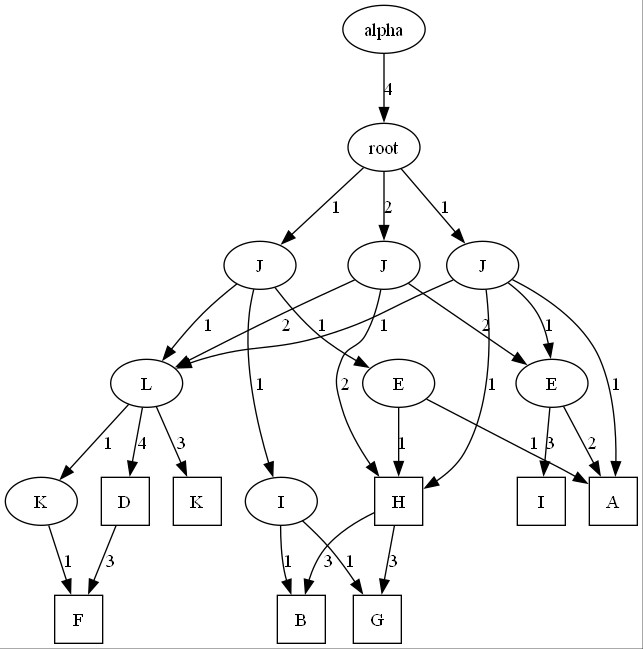 alpha
4
root
1 2 1
J J J
1 2 1 1 2 1
1 2 1 1
L E E
1 4 3 1 1 3 2
K D K I H I A
1 3 1 3 1 3
F B G